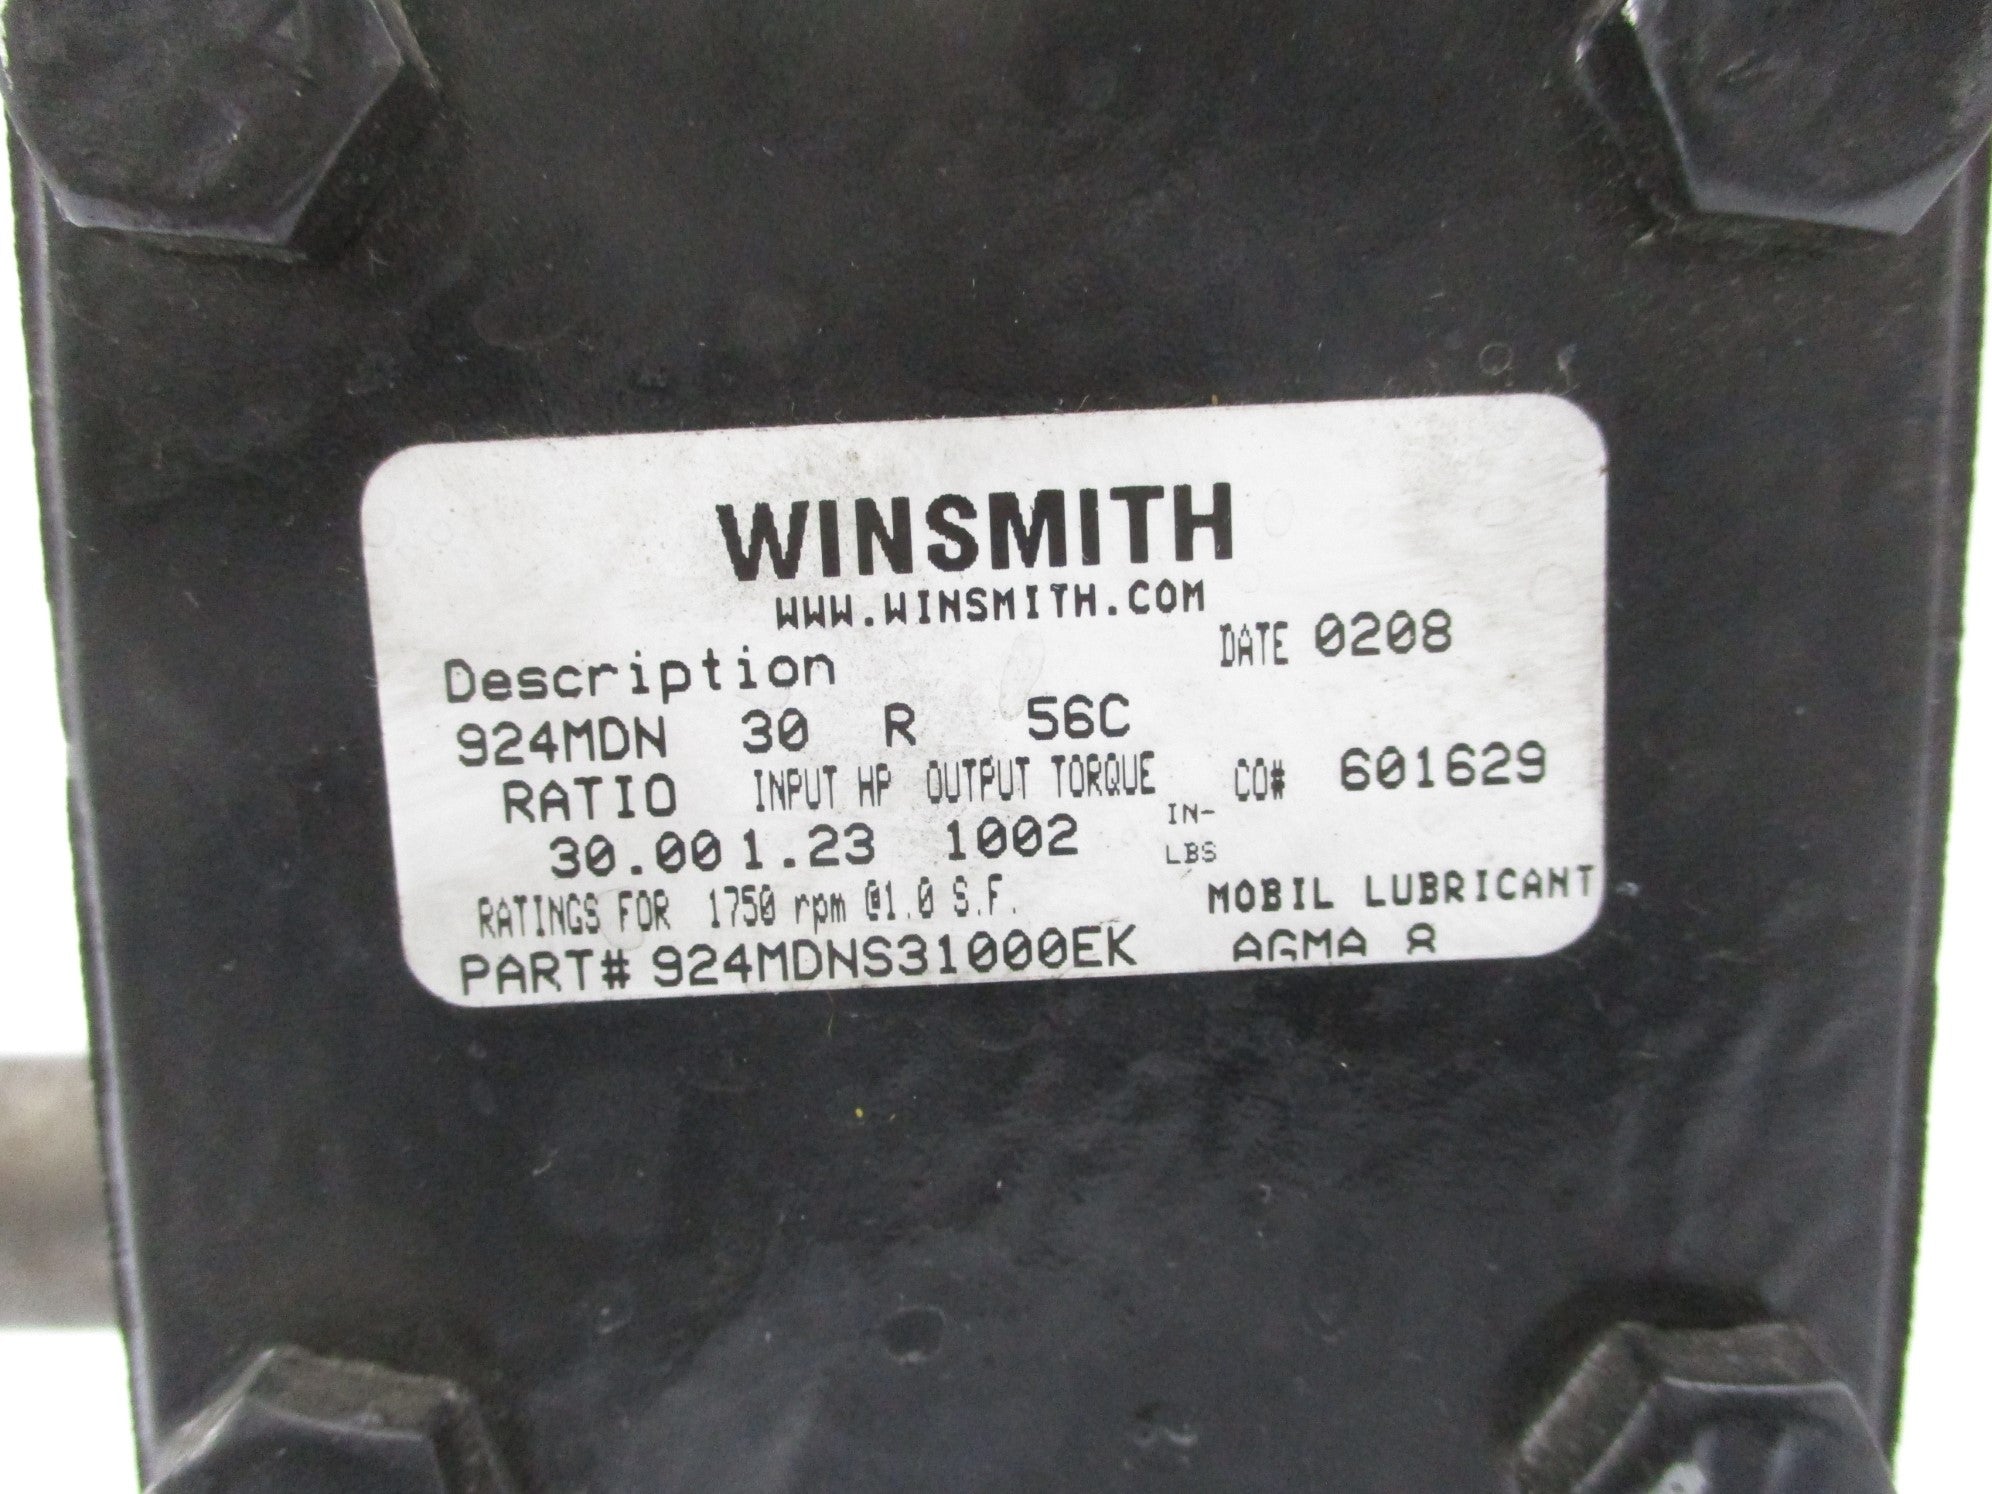 WINSMITH
WWW.WINSMITH.COM
DATE 0208
Description
924MDN 30 R 56C
RATIO INPUT HP OUTPUT TORQUE CO# 601629
30.00 1.23 1002 IN-
LBS
RATINGS FOR 1750 rpm @1.0 S.F. MOBIL LUBRICANT
PART# 924MDNS31000EK AGMA 8